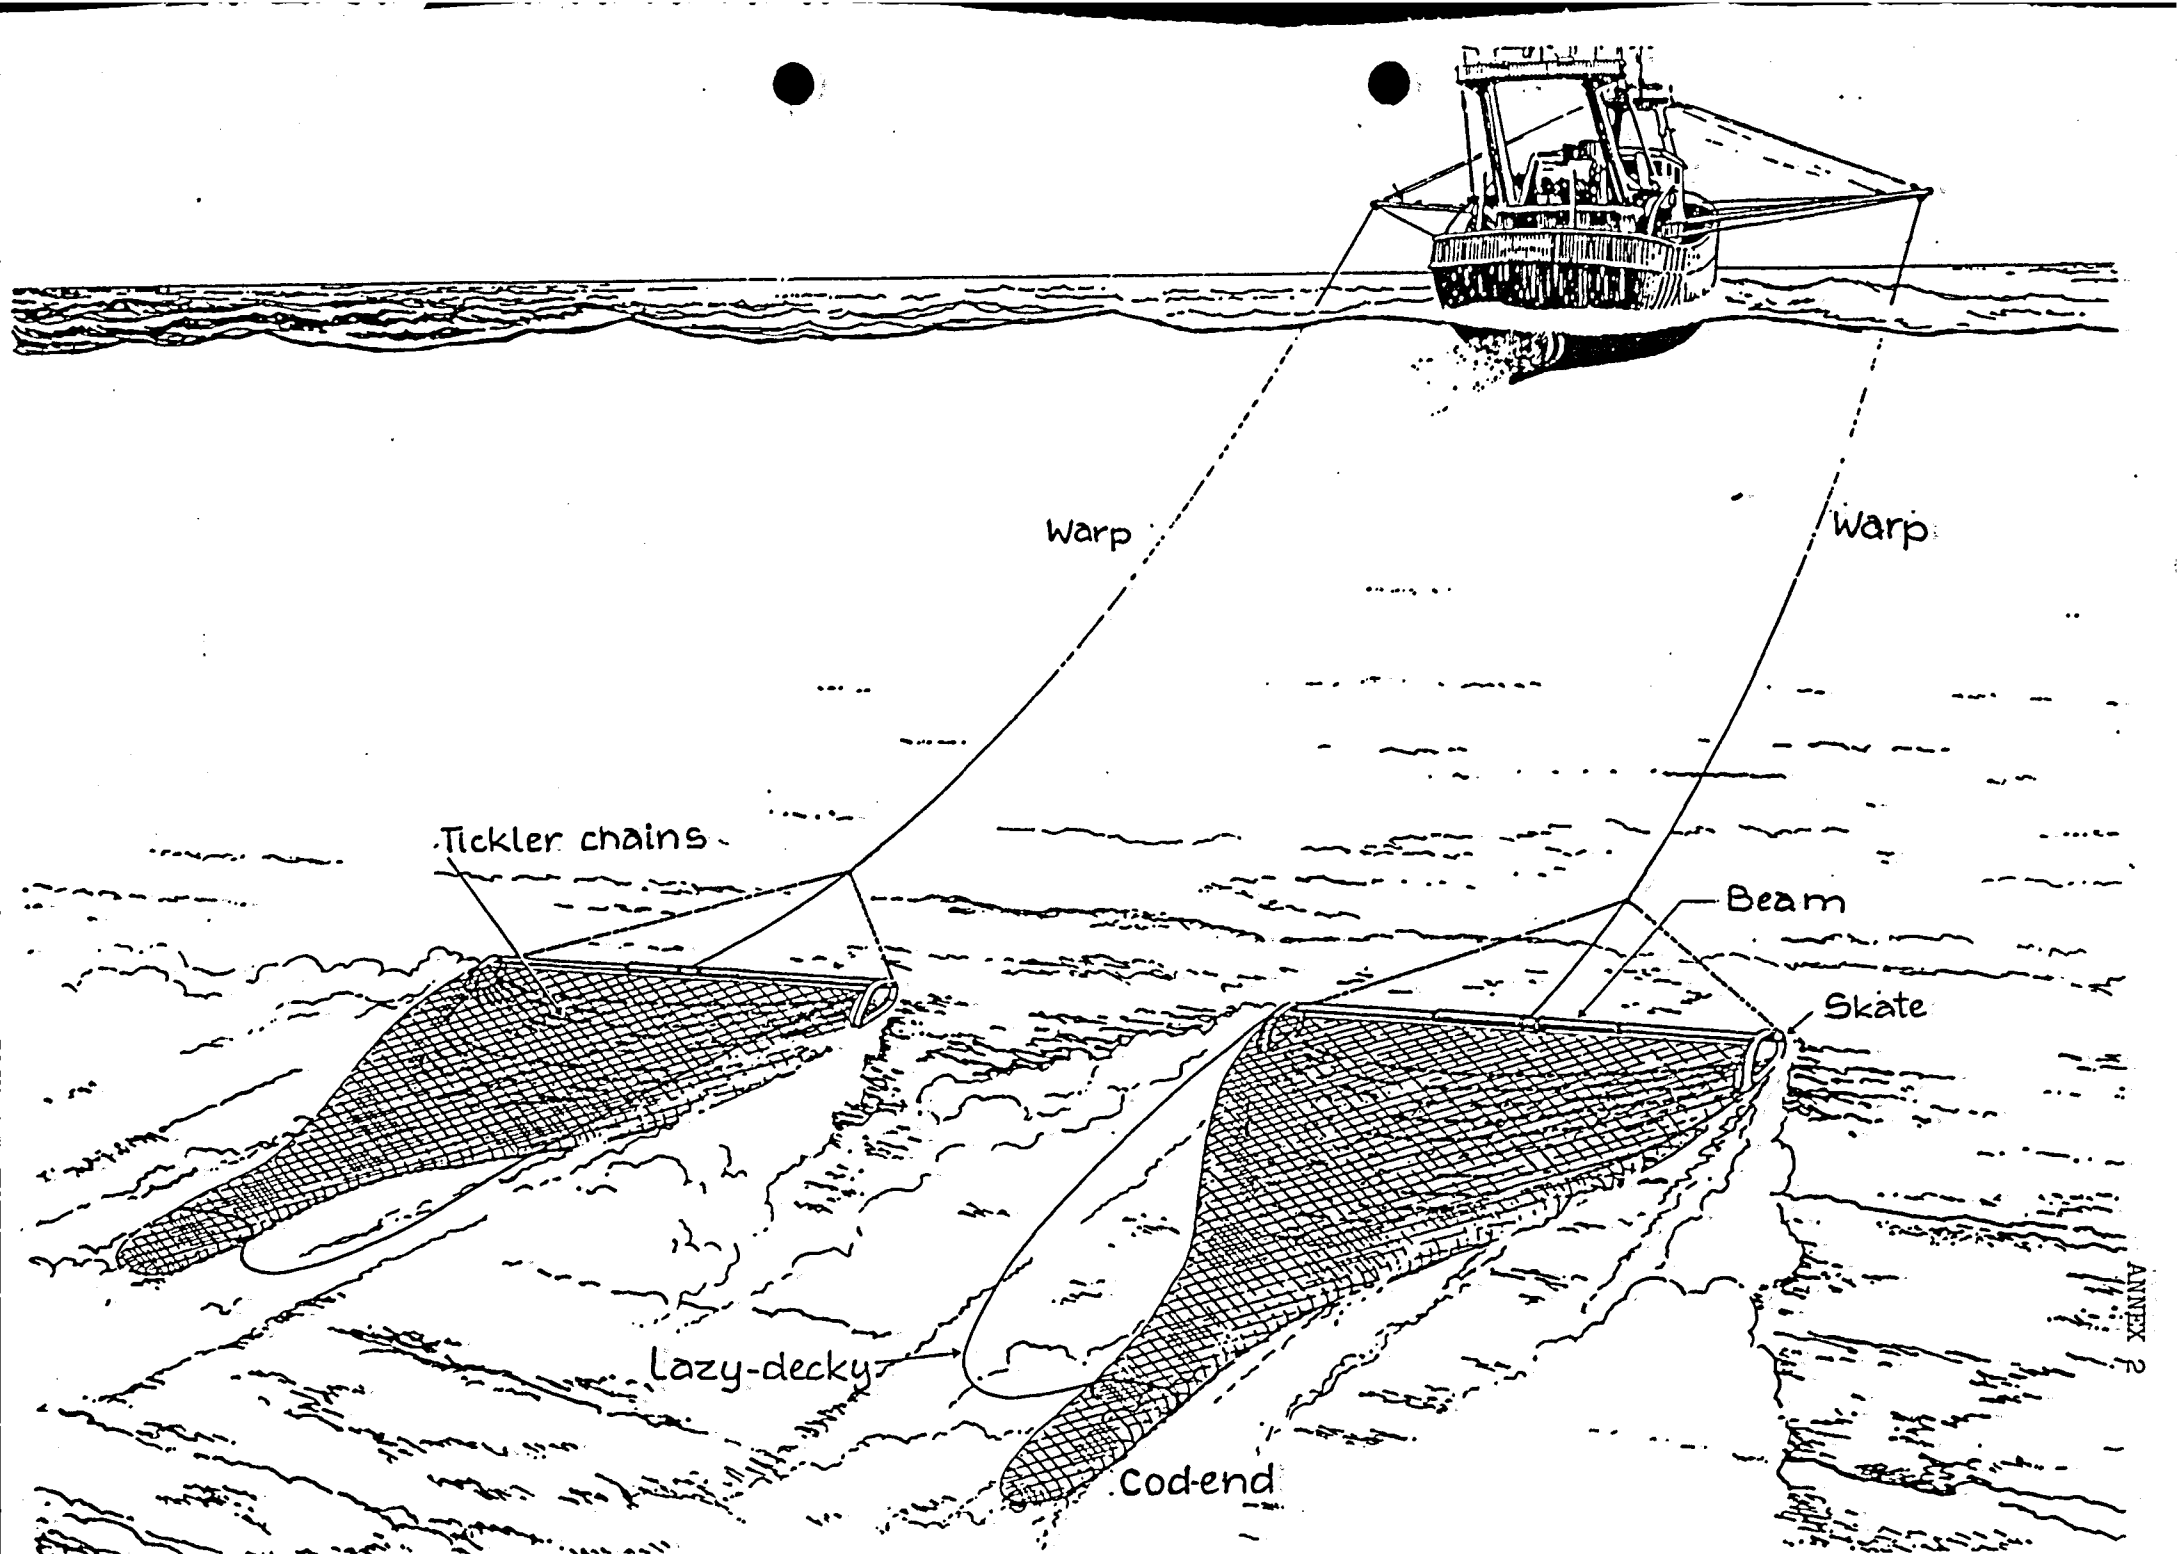 Warp
Warp
Tickler chains
Beam
Skate
Lazy-decky
Cod-end
ANNEX 2